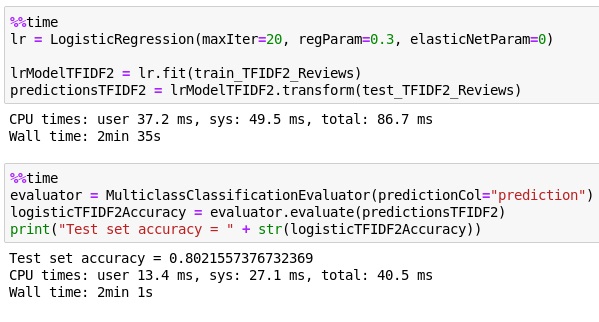 %%time
lr = LogisticRegression(maxIter=20, regParam=0.3, elasticNetParam=0)
lrModelTFIDF2 = lr.fit(train_TFIDF2_Reviews)
predictionsTFIDF2 = lrModelTFIDF2.transform(test_TFIDF2_Reviews)
CPU times: user 37.2 ms, sys: 49.5 ms, total: 86.7 ms
Wall time: 2min 35s
%%time
evaluator = MulticlassClassificationEvaluator(predictionCol="prediction")
logisticTFIDF2Accuracy = evaluator.evaluate(predictionsTFIDF2)
print("Test set accuracy = " + str(logisticTFIDF2Accuracy))
Test set accuracy = 0.8021557376732369
CPU times: user 13.4 ms, sys: 27.1 ms, total: 40.5 ms
Wall time: 2min 1s